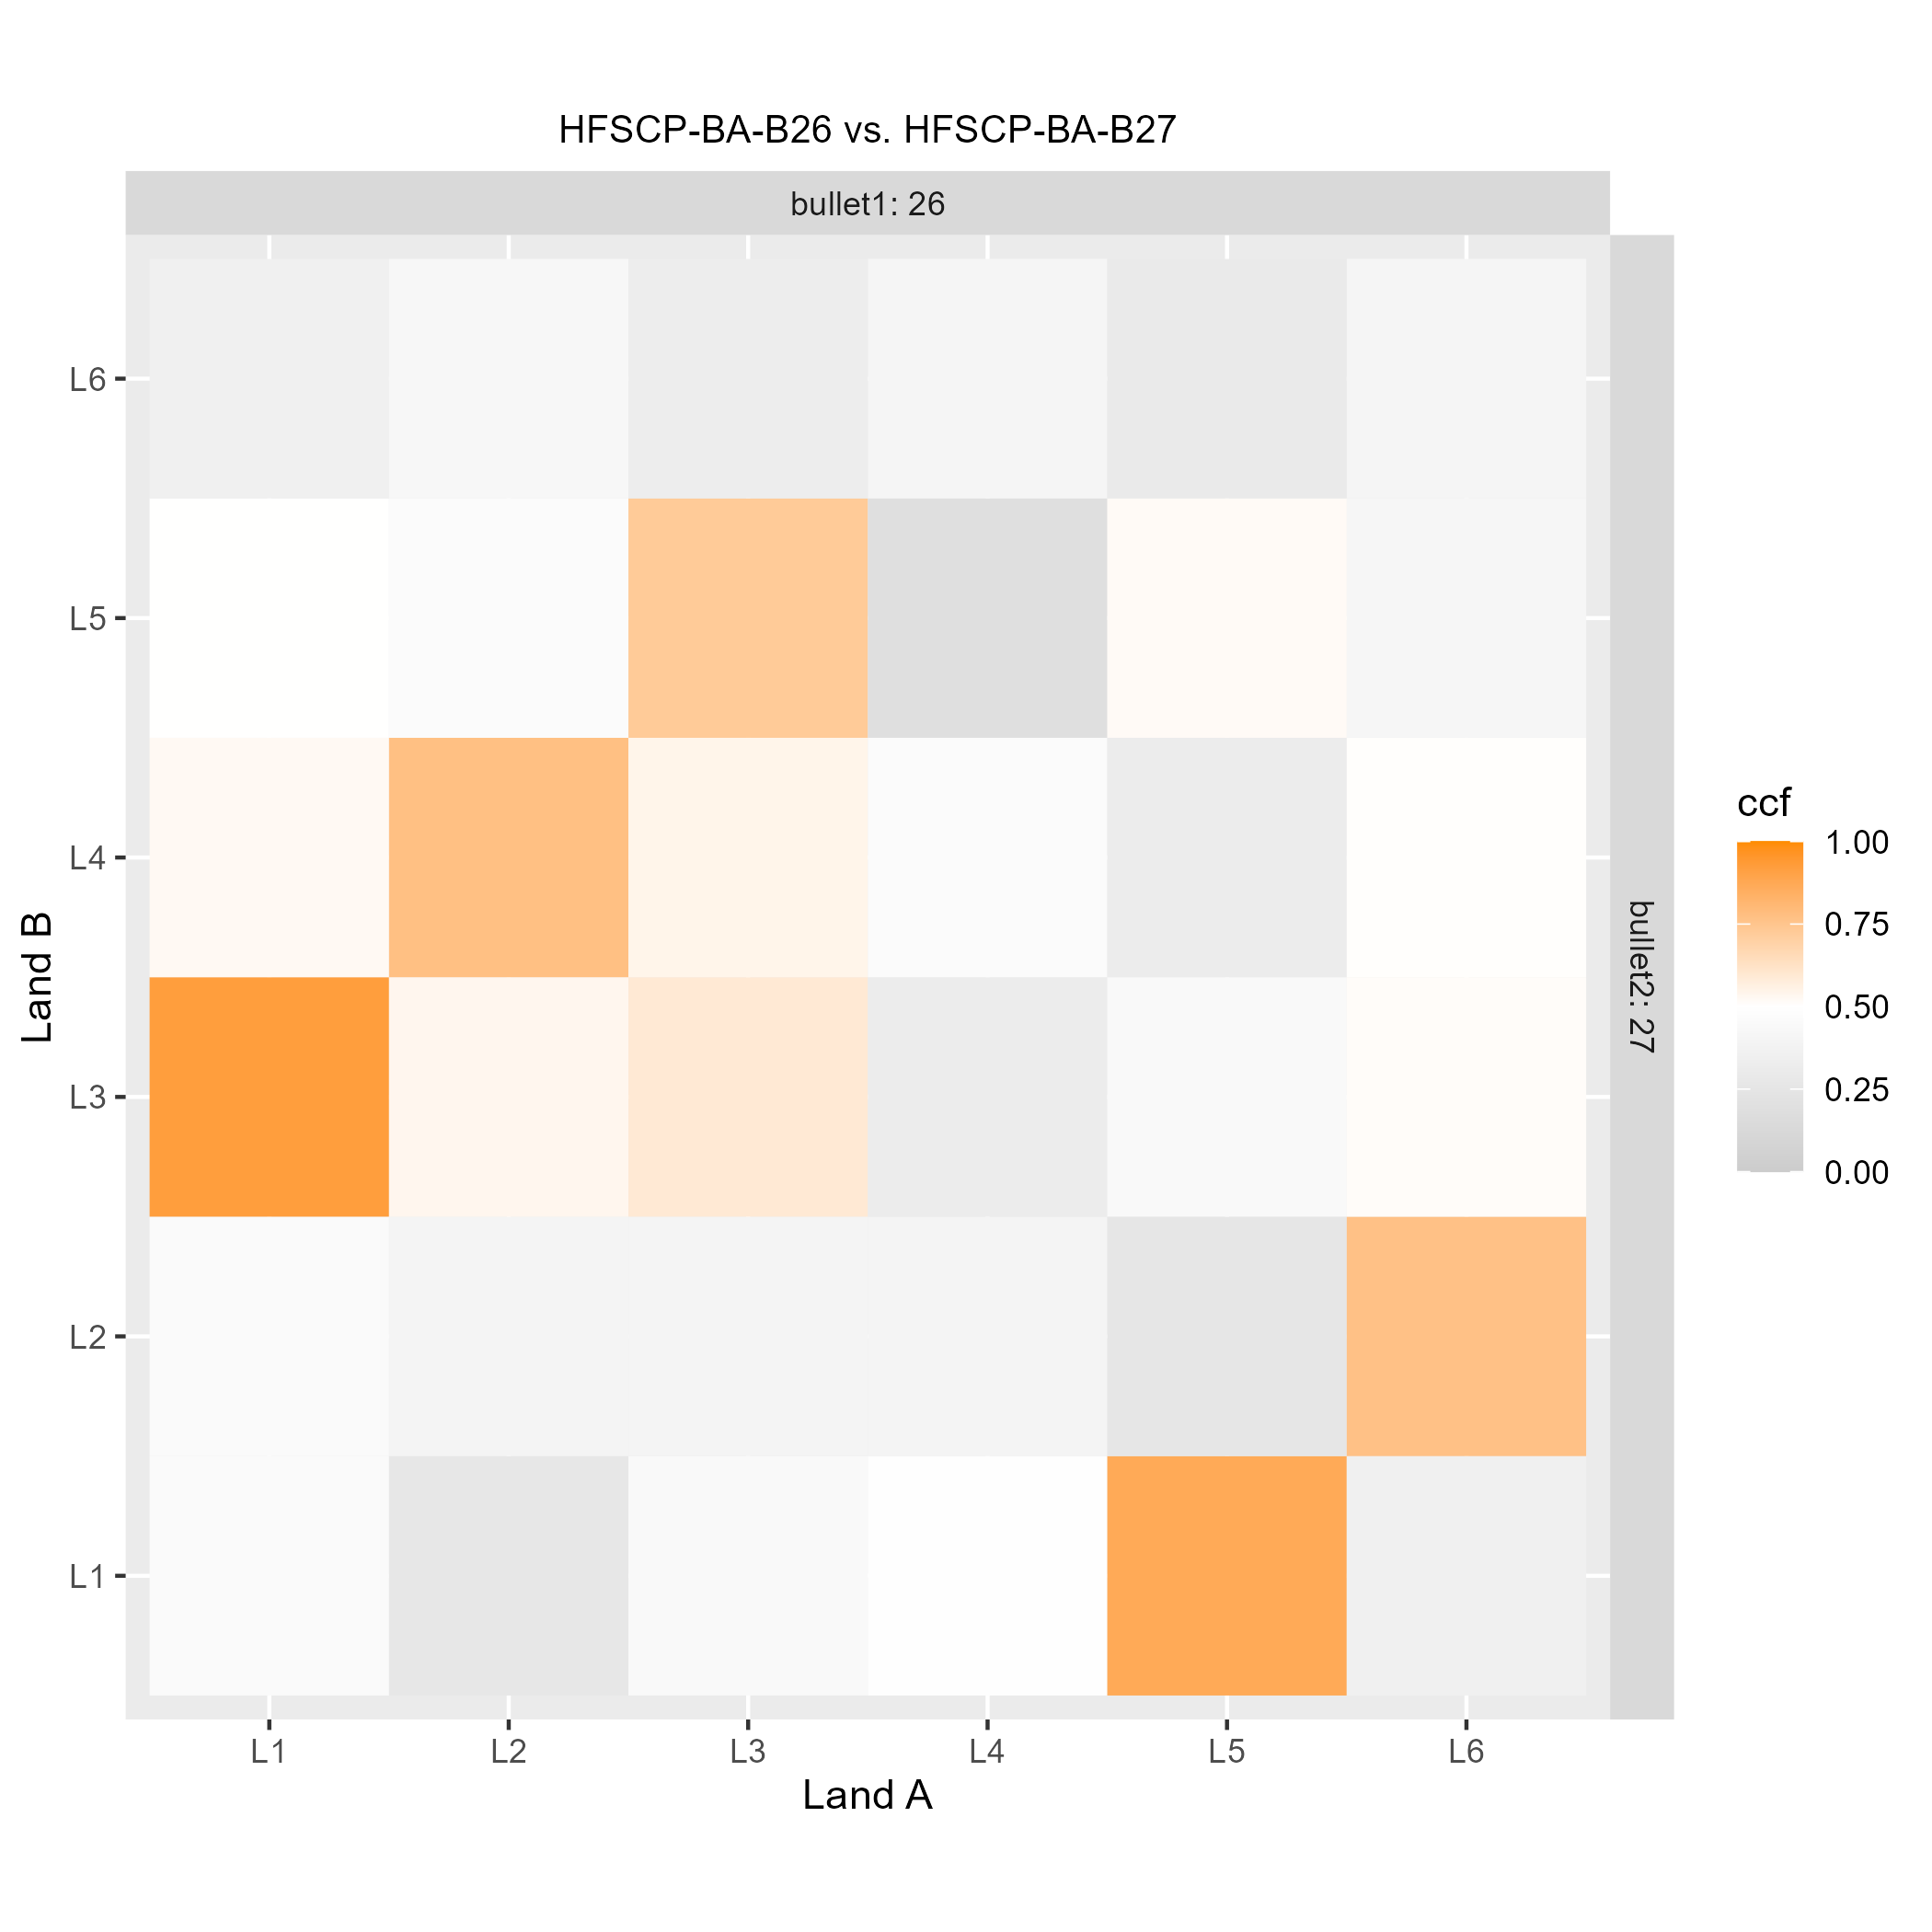 HFSCP-BA-B26 vs. HFSCP-BA-B27
bullet1: 26
L6
L5
L4
L3
L2
L1
Land B
bullet2: 27
ccf
1.00
0.75
0.50
0.25
0.00
L1 L2 L3 L4 L5 L6
Land A